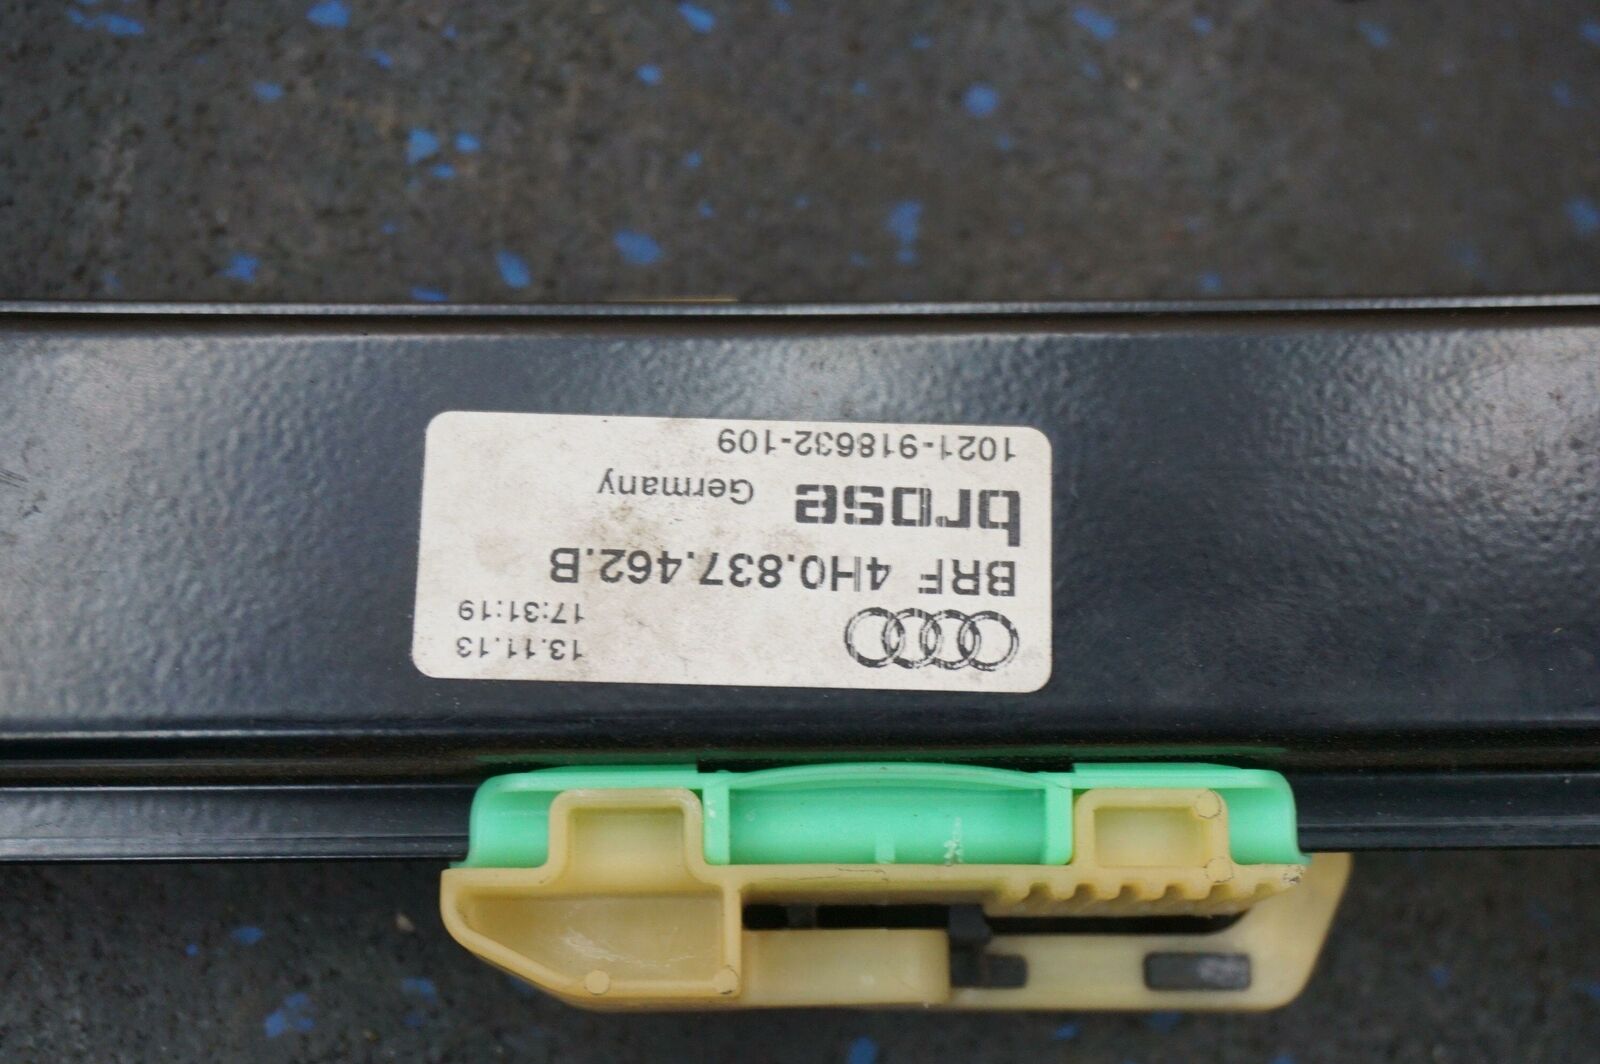 13.11.13
17:31:19
BRF 4H0.837.462.B
brose Germany
1021-918632-109